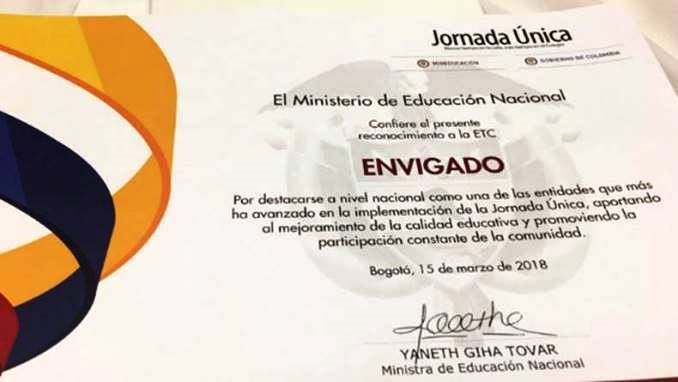 Jornada Única
MINEDUCACIÓN
GOBIERNO DE COLOMBIA
El Ministerio de Educación Nacional
Confiere el presente
reconocimiento a la ETC
ENVIGADO
Por destacarse a nivel nacional como una de las entidades que más
ha avanzado en la implementación de la Jornada Única, aportando
al mejoramiento de la calidad educativa y promoviendo la
participación constante de la comunidad.
Bogotá, 15 de marzo de 2018
YANETH GIHA TOVAR
Ministra de Educación Nacional